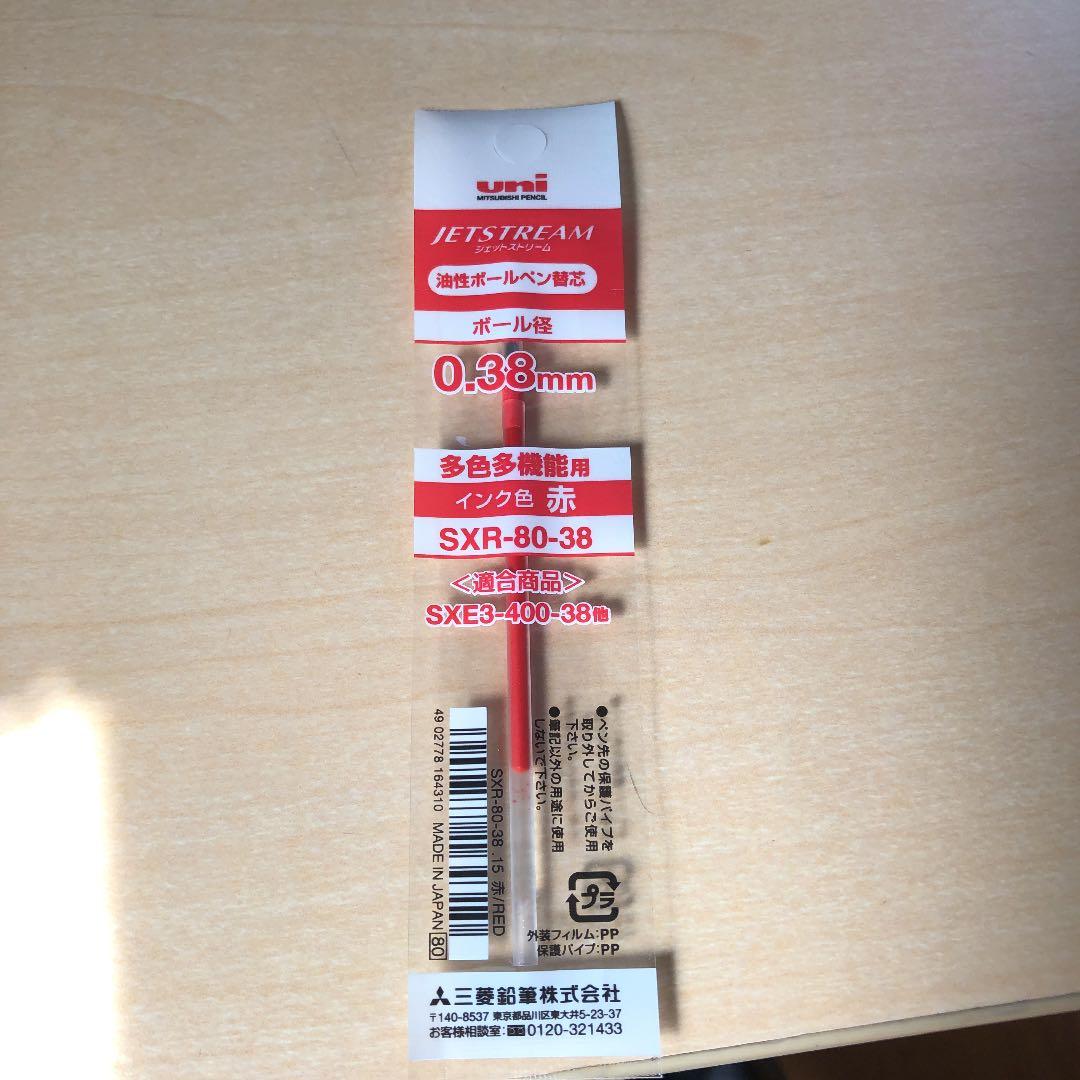 uni
MITSUBISHI PENCIL
JETSTREAM
ジェットストリーム
油性ボールペン替芯
ボール径
0.38mm
多色多機能用
インク色 赤
SXR-80-38
<適合商品>
SXE3-400-38他
●ペン先の保護パイプを
取り外してからご使用
下さい。
●筆記以外の用途に使用
しないで下さい。
SXR-80-38 .15 赤/RED
49 02778 164310 MADE IN JAPAN 80
プラ
外装フィルム:PP
保護パイプ:PP
三菱鉛筆株式会社
〒140-8537 東京都品川区東大井5-23-37
お客様相談室:0120-321433